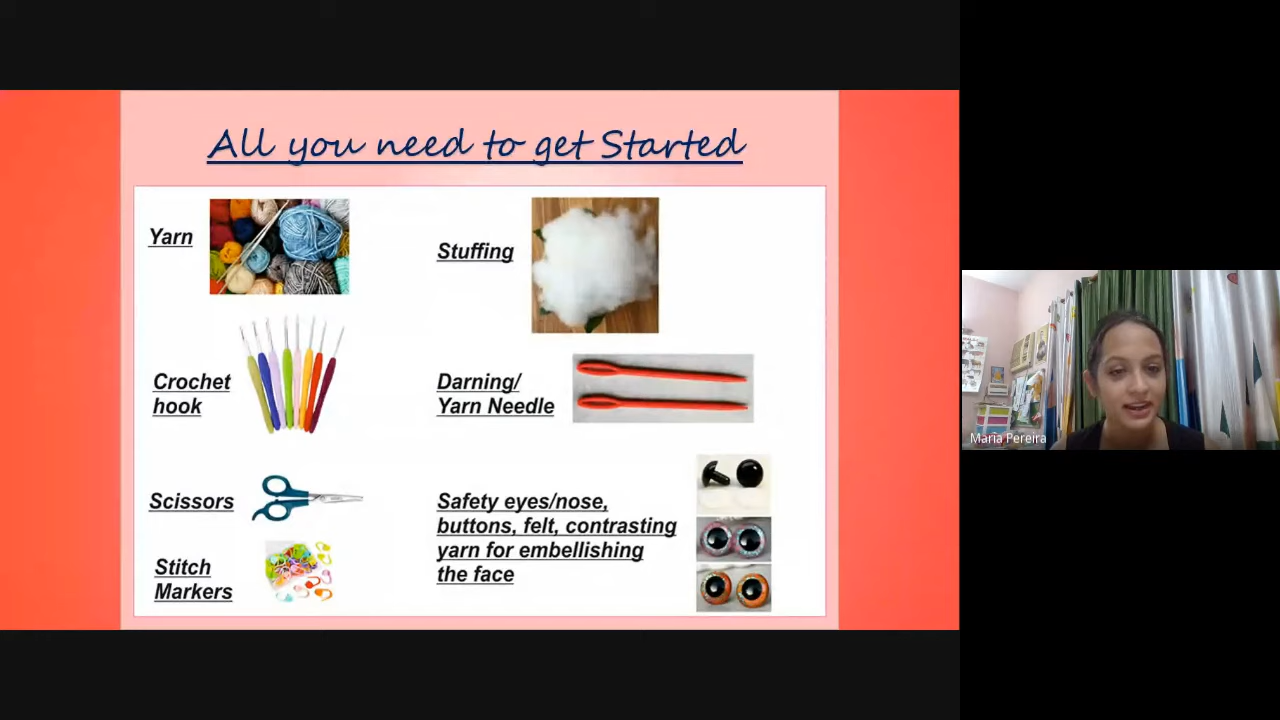 All you need to get Started
Yarn
Crochet
hook
Scissors
Stitch
Markers
Stuffing
Darning/
Yarn Needle
Safety eyes/nose,
buttons, felt, contrasting
yarn for embellishing
the face
Maria Pereira